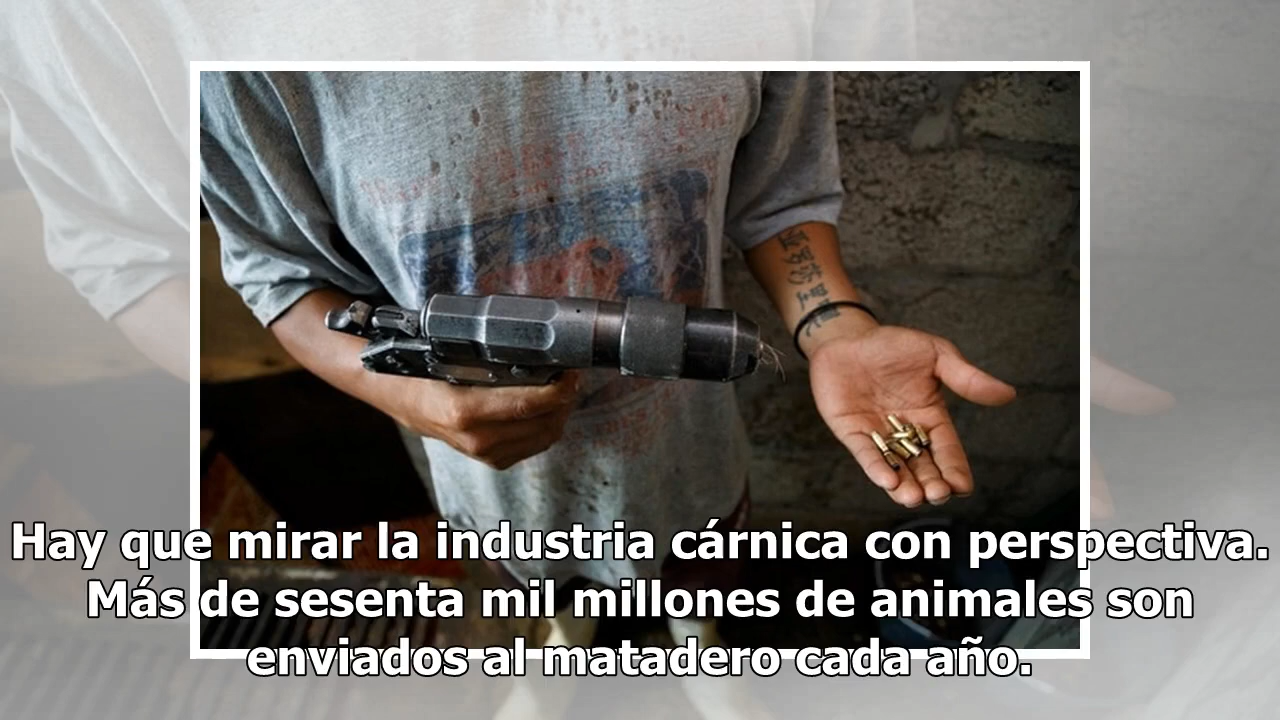 Hay que mirar la industria cárnica con perspectiva.
Más de sesenta mil millones de animales son
enviados al matadero cada año.